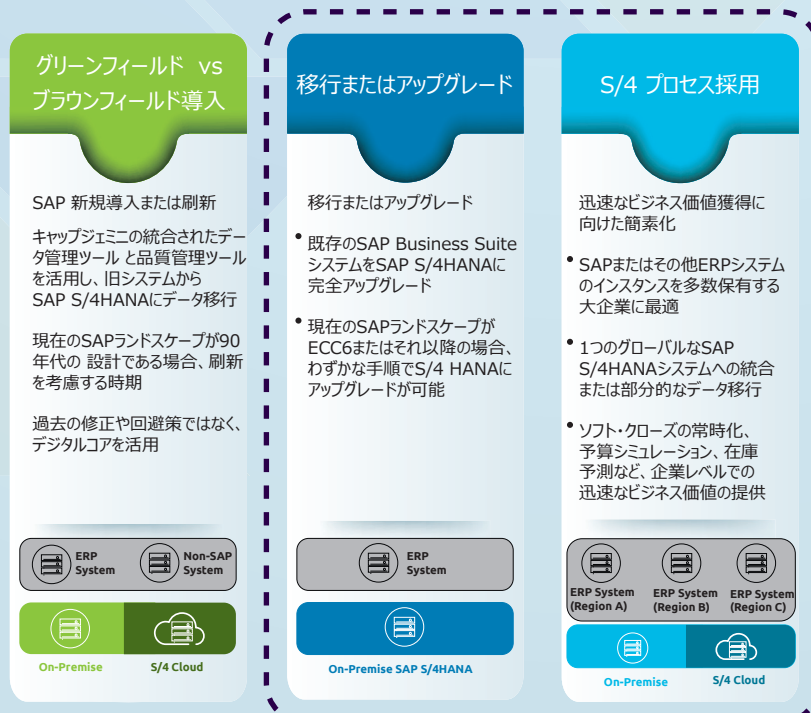 グリーンフィールド vs
ブラウンフィールド導入
SAP 新規導入または刷新
キャップジェミニの統合されたデー
タ管理ツール と品質管理ツール
を活用し、旧システムから
SAP S/4HANAにデータ移行
現在のSAPランドスケープが90
年代の 設計である場合、刷新
を考慮する時期
過去の修正や回避策ではなく、
デジタルコアを活用
ERP
System
Non-SAP
System
On-Premise
S/4 Cloud
移行またはアップグレード
移行またはアップグレード
• 既存のSAP Business Suite
システムをSAP S/4HANAに
完全アップグレード
• 現在のSAPランドスケープが
ECC6またはそれ以降の場合、
わずかな手順でS/4 HANAに
アップグレードが可能
ERP
System
On-Premise SAP S/4HANA
S/4 プロセス採用
迅速なビジネス価値獲得に
向けた簡素化
• SAPまたはその他ERPシステム
のインスタンスを多数保有する
大企業に最適
• 1つのグローバルなSAP
S/4HANAシステムへの統合
または部分的なデータ移行
• ソフト・クローズの常時化、
予算シミュレーション、在庫
予測など、企業レベルでの
迅速なビジネス価値の提供
ERP System
(Region A)
ERP System
(Region B)
ERP System
(Region C)
On-Premise
S/4 Cloud